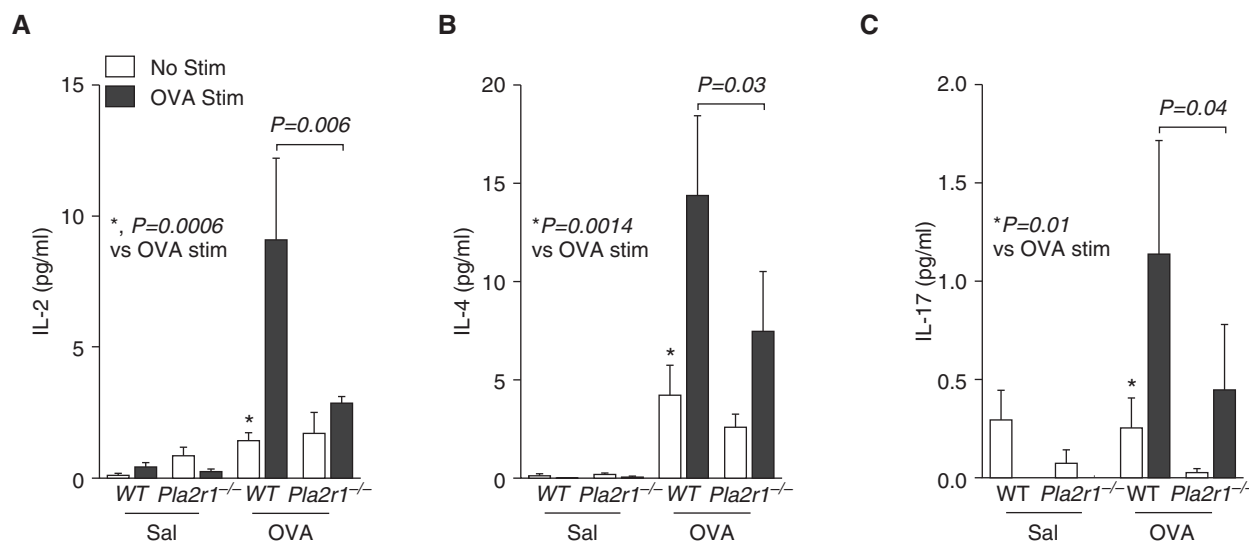 A
No Stim
OVA Stim
IL-2 (pg/ml)
15
10
5
0
P=0.006
*, P=0.0006
vs OVA stim
*
WT Pla2r1–/– WT Pla2r1–/–
Sal OVA
B
IL-4 (pg/ml)
20
15
10
5
0
P=0.03
*P=0.0014
vs OVA stim
*
WT Pla2r1–/– WT Pla2r1–/–
Sal OVA
C
IL-17 (pg/ml)
2.0
1.5
1.0
0.5
0.0
P=0.04
*P=0.01
vs OVA stim
*
WT Pla2r1–/– WT Pla2r1–/–
Sal OVA